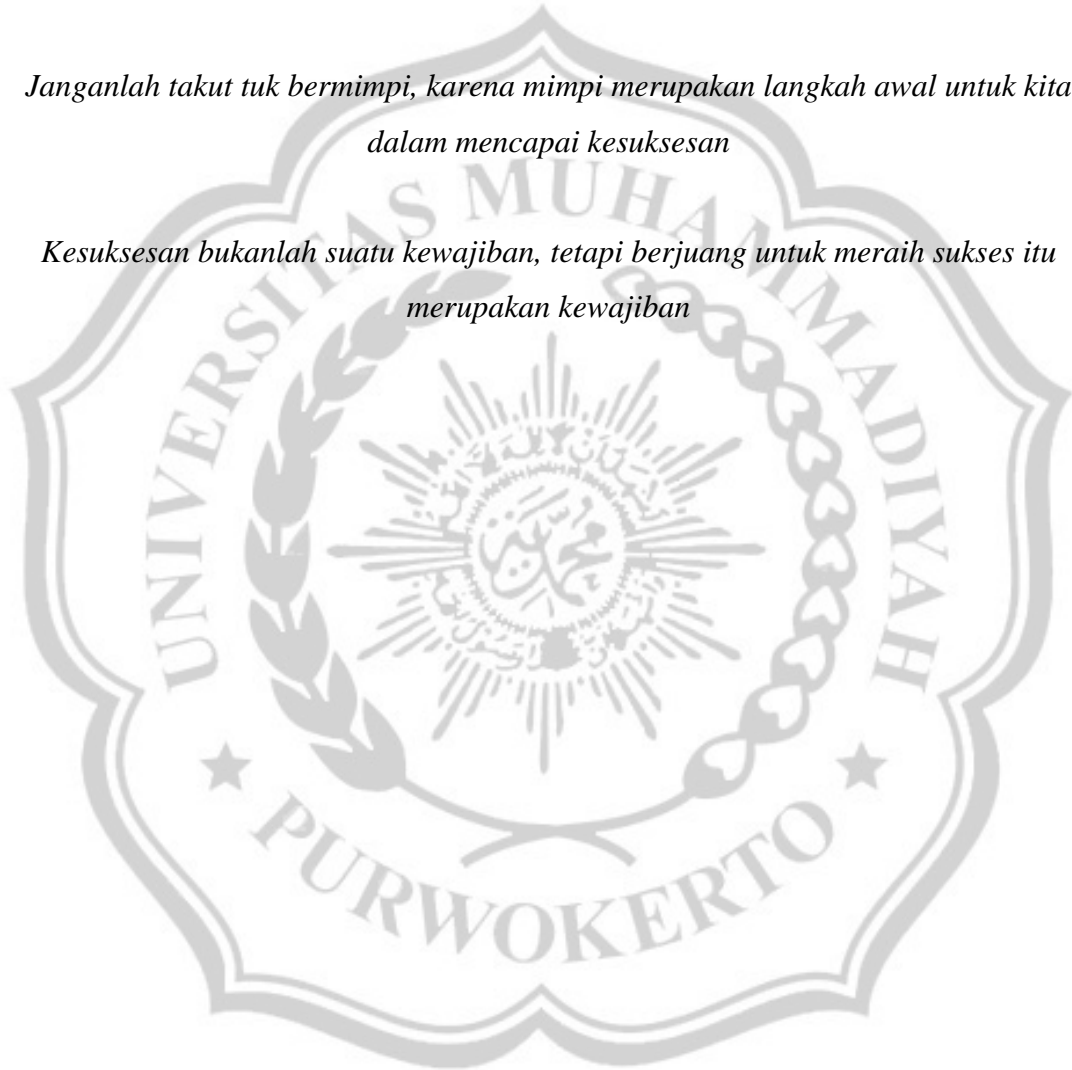 Janganlah takut tuk bermimpi, karena mimpi merupakan langkah awal untuk kita
dalam mencapai kesuksesan
Kesuksesan bukanlah suatu kewajiban, tetapi berjuang untuk meraih sukses itu
merupakan kewajiban
UNIVERSITAS MUHAMMADIYAH
محمد
PURWOKERTO